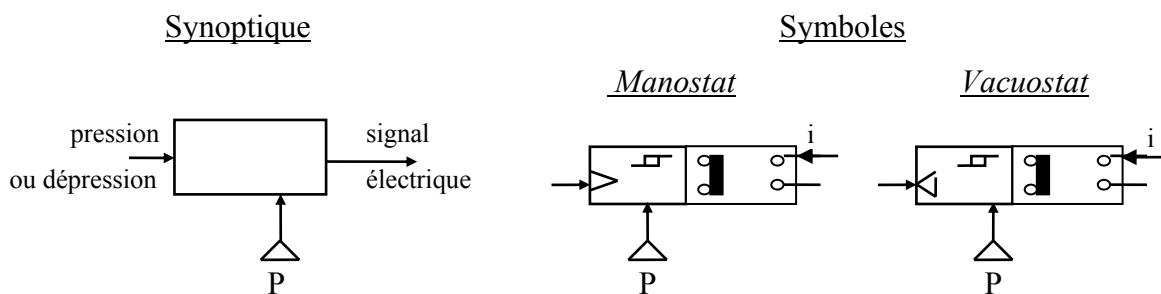 Synoptique
pression
ou dépression
signal
électrique
P
Symboles
Manostat
i
P
Vacuostat
i
P